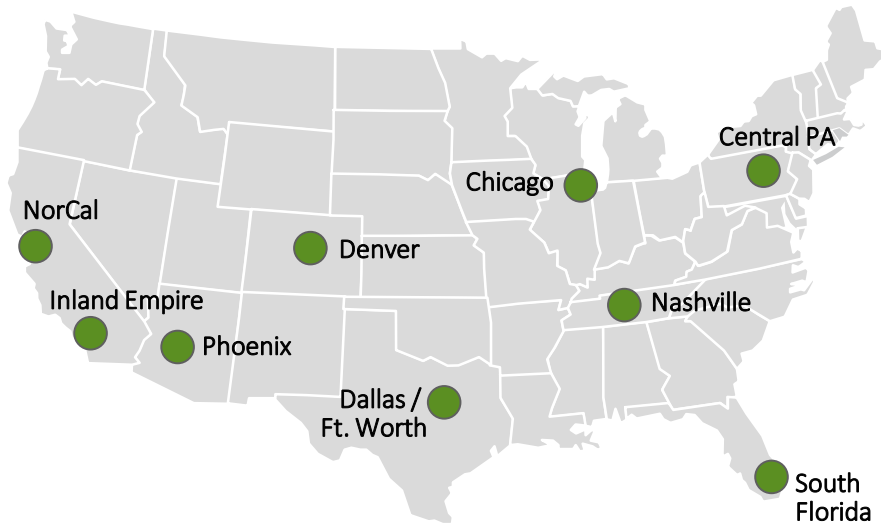 Central PA
Chicago
NorCal
Denver
Inland Empire
Nashville
Phoenix
Dallas /
Ft. Worth
South
Florida